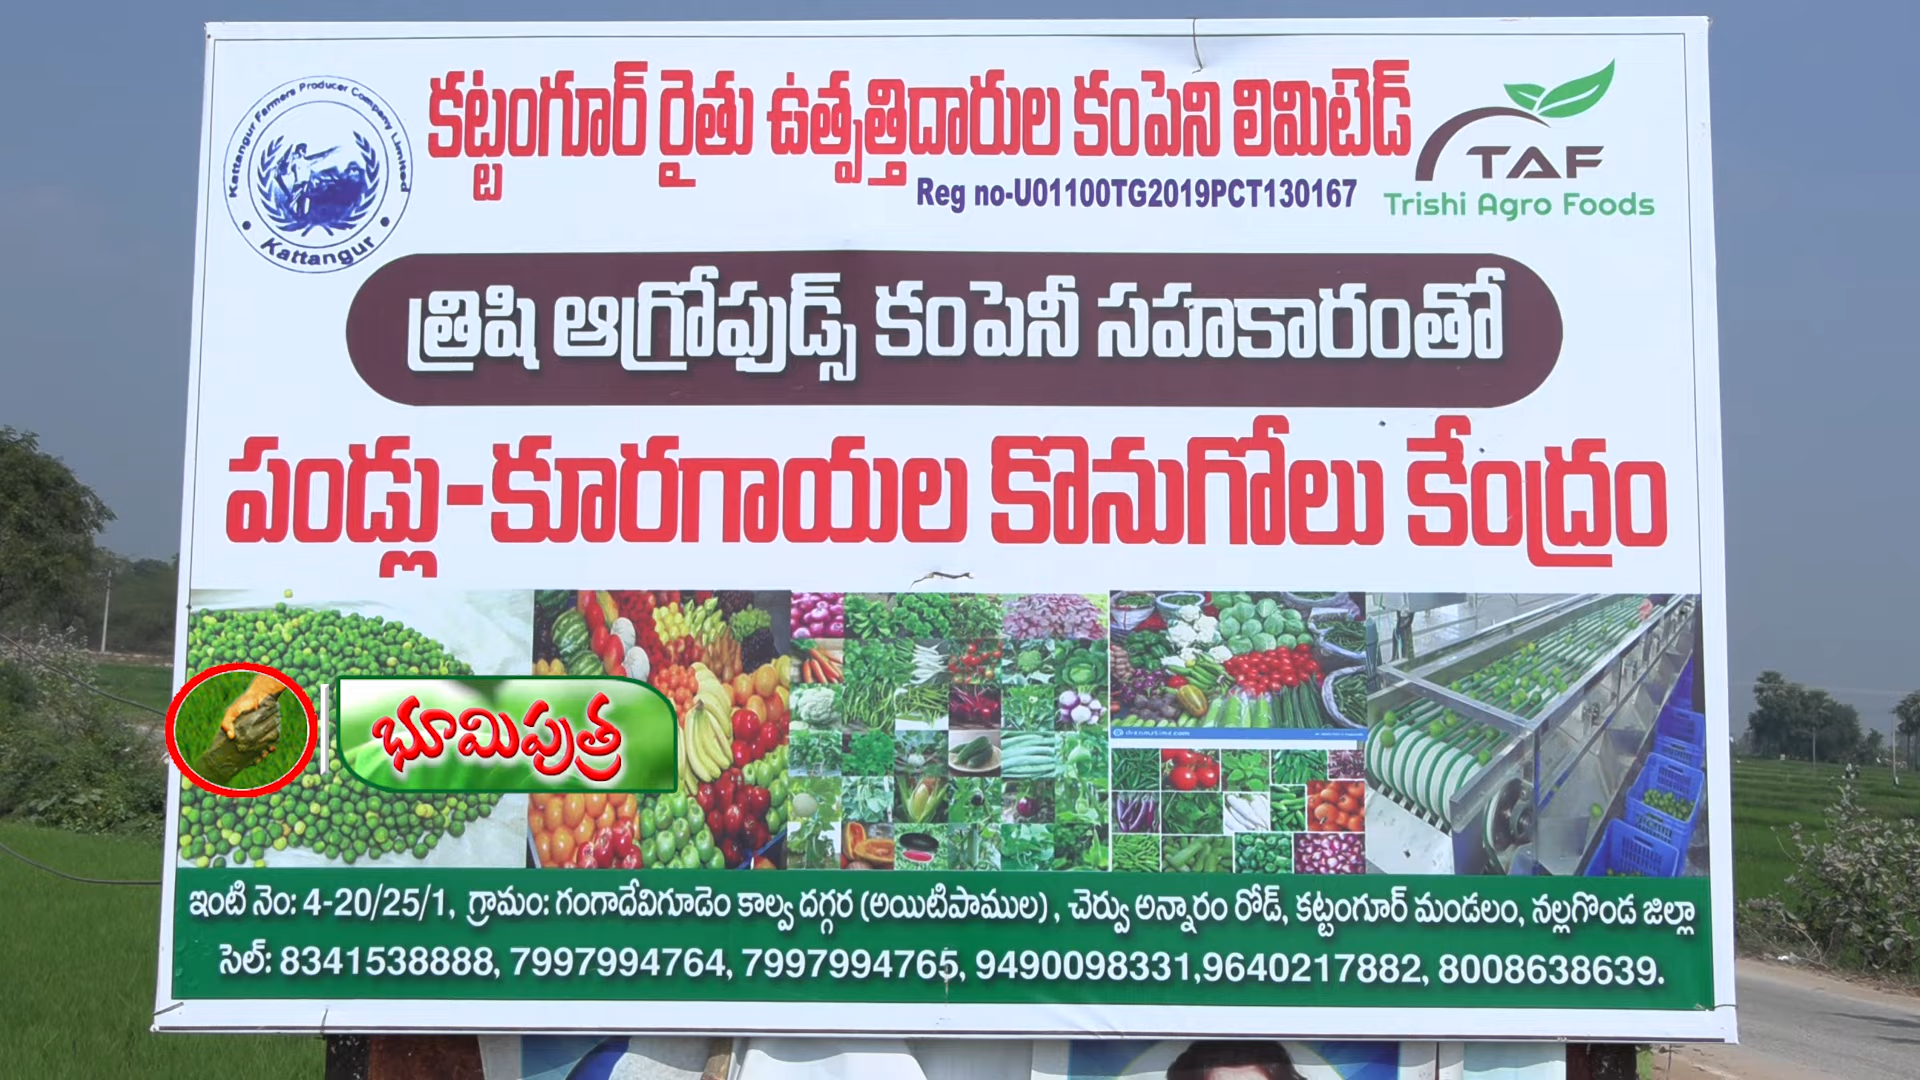 Kattangur Farmers Producer Company Limited
Kattangur
కట్టంగూర్ రైతు ఉత్పత్తిదారుల కంపెని లిమిటెడ్
Reg no-U01100TG2019PCT130167
TAF
Trishi Agro Foods
త్రిషి ఆగ్రోఫుడ్స్ కంపెనీ సహకారంతో
పండ్లు-కూరగాయల కొనుగోలు కేంద్రం
భూమిపుత్ర
dreamstime.com
ఇంటి నెం: 4-20/25/1, గ్రామం: గంగాదేవిగూడెం కాల్వ దగ్గర (అయిటిపాముల), చెర్వు అన్నారం రోడ్, కట్టంగూర్ మండలం, నల్లగొండ జిల్లా
సెల్: 8341538888, 7997994764, 7997994765, 9490098331,9640217882, 8008638639.